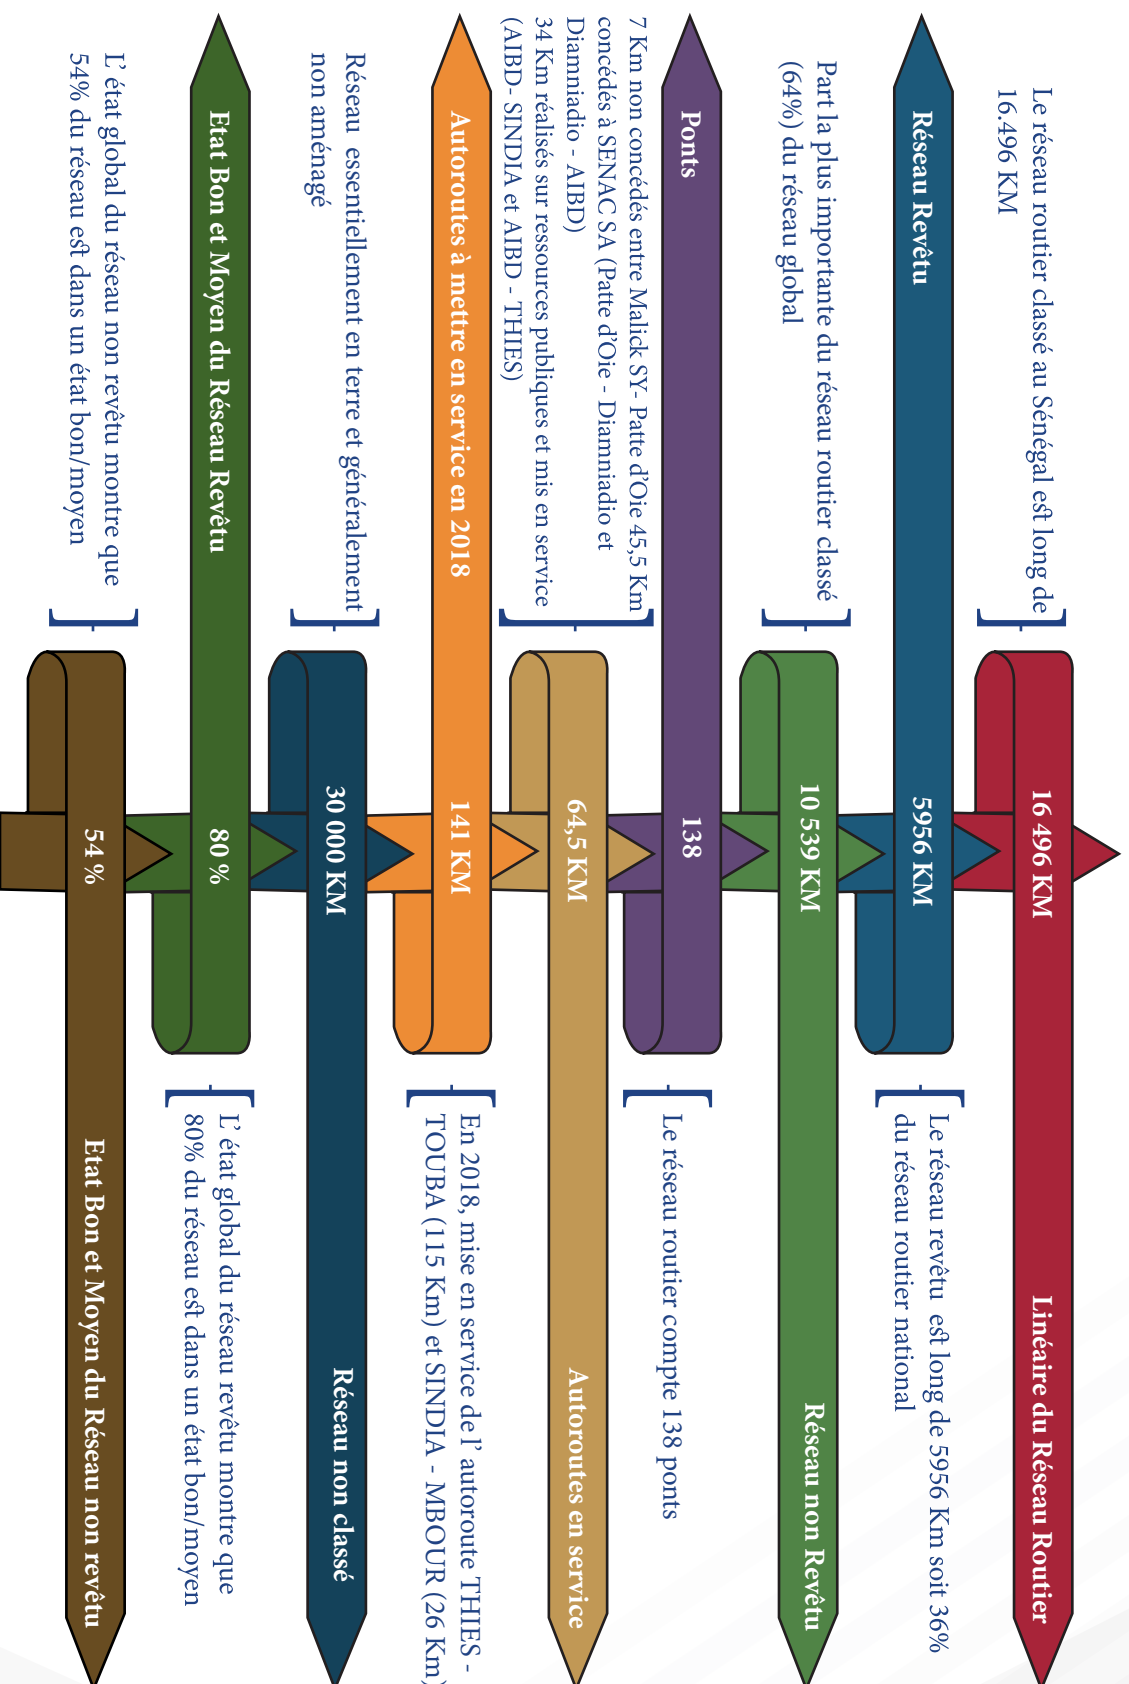 Le réseau routier classé au Sénégal est long de
16.496 KM
16 496 KM
Linéaire du Réseau Routier
Réseau Revêtu
5956 KM
Le réseau revêtu est long de 5956 Km soit 36%
du réseau routier national
Part la plus importante du réseau routier classé
(64%) du réseau global
10 539 KM
Réseau non Revêtu
Ponts
138
Le réseau routier compte 138 ponts
7 Km non concédés entre Malick SY- Patte d'Oie 45,5 Km
concédés à SENAC SA (Patte d'Oie - Diamniadio et
Diamniadio - AIBD)
34 Km réalisés sur ressources publiques et mis en service
(AIBD- SINDIA et AIBD - THIES)
64,5 KM
Autoroutes en service
Autoroutes à mettre en service en 2018
141 KM
En 2018, mise en service de l' autoroute THIES -
TOUBA (115 Km) et SINDIA - MBOUR (26 Km)
Réseau essentiellement en terre et généralement
non aménagé
30 000 KM
Réseau non classé
Etat Bon et Moyen du Réseau Revêtu
80 %
L' état global du réseau revêtu montre que
80% du réseau est dans un état bon/moyen
L' état global du réseau non revêtu montre que
54% du réseau est dans un état bon/moyen
54 %
Etat Bon et Moyen du Réseau non revêtu